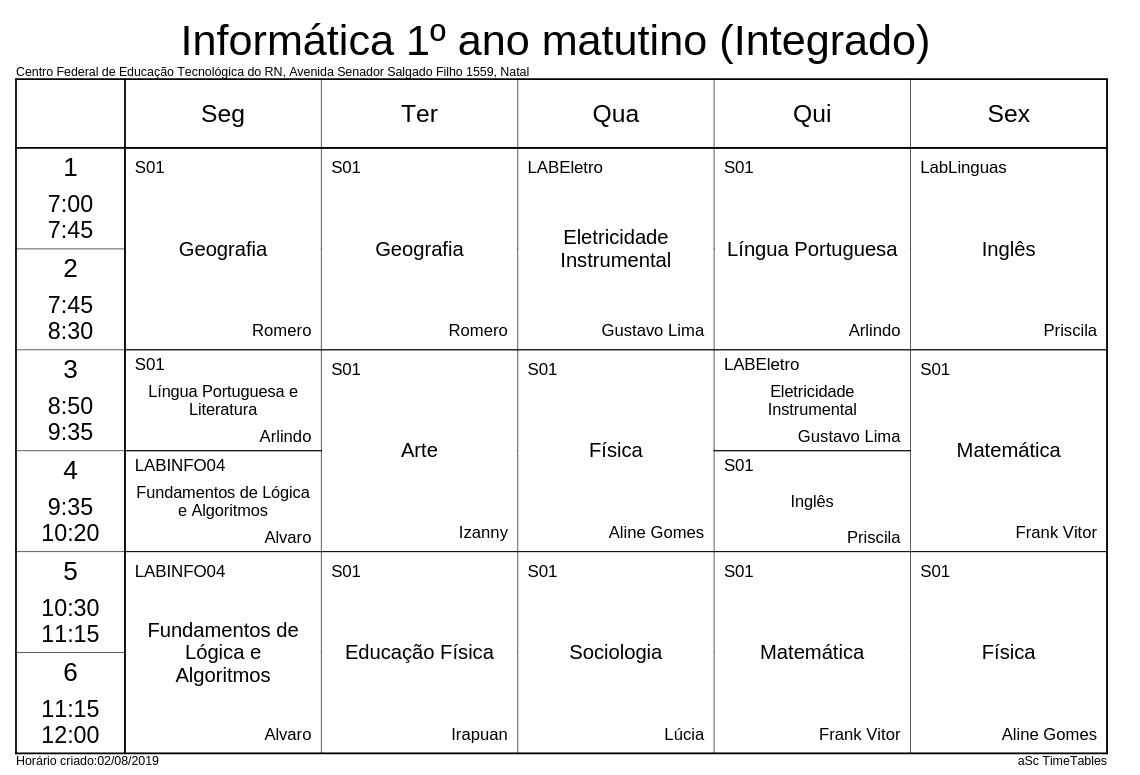 Informática 1º ano matutino (Integrado)
Centro Federal de Educação Tecnológica do RN, Avenida Senador Salgado Filho 1559, Natal
Seg
Ter
Qua
Qui
Sex
1
7:00
7:45
S01
Geografia
Romero
S01
Geografia
Romero
LABEletro
Eletricidade
Instrumental
Gustavo Lima
S01
Língua Portuguesa
Arlindo
LabLinguas
Inglês
Priscila
2
7:45
8:30
3
8:50
9:35
S01
Língua Portuguesa e
Literatura
Arlindo
S01
Arte
Izanny
S01
Física
Aline Gomes
LABEletro
Eletricidade
Instrumental
Gustavo Lima
S01
Matemática
Frank Vitor
4
9:35
10:20
LABINFO04
Fundamentos de Lógica
e Algoritmos
Alvaro
S01
Inglês
Priscila
5
10:30
11:15
LABINFO04
Fundamentos de
Lógica e
Algoritmos
Alvaro
S01
Educação Física
Irapuan
S01
Sociologia
Lúcia
S01
Matemática
Frank Vitor
S01
Física
Aline Gomes
6
11:15
12:00
Horário criado:02/08/2019
aSc TimeTables